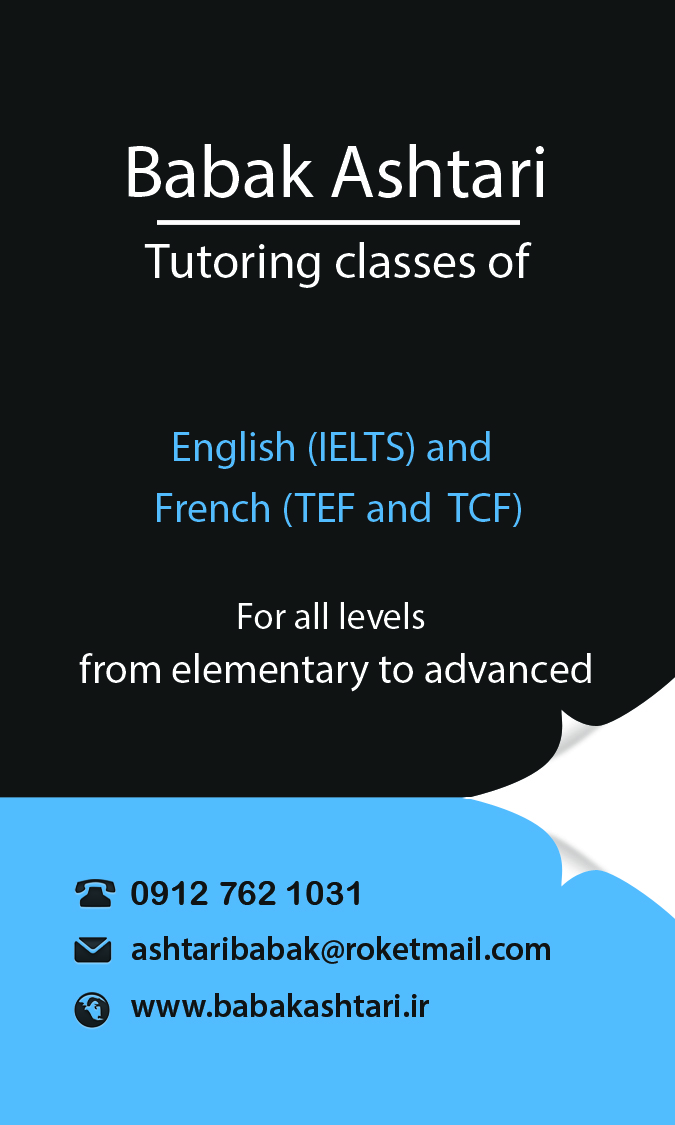 Babak Ashtari
Tutoring classes of
English (IELTS) and
French (TEF and TCF)
For all levels
from elementary to advanced
0912 762 1031
ashtaribabak@roketmail.com
www.babakashtari.ir